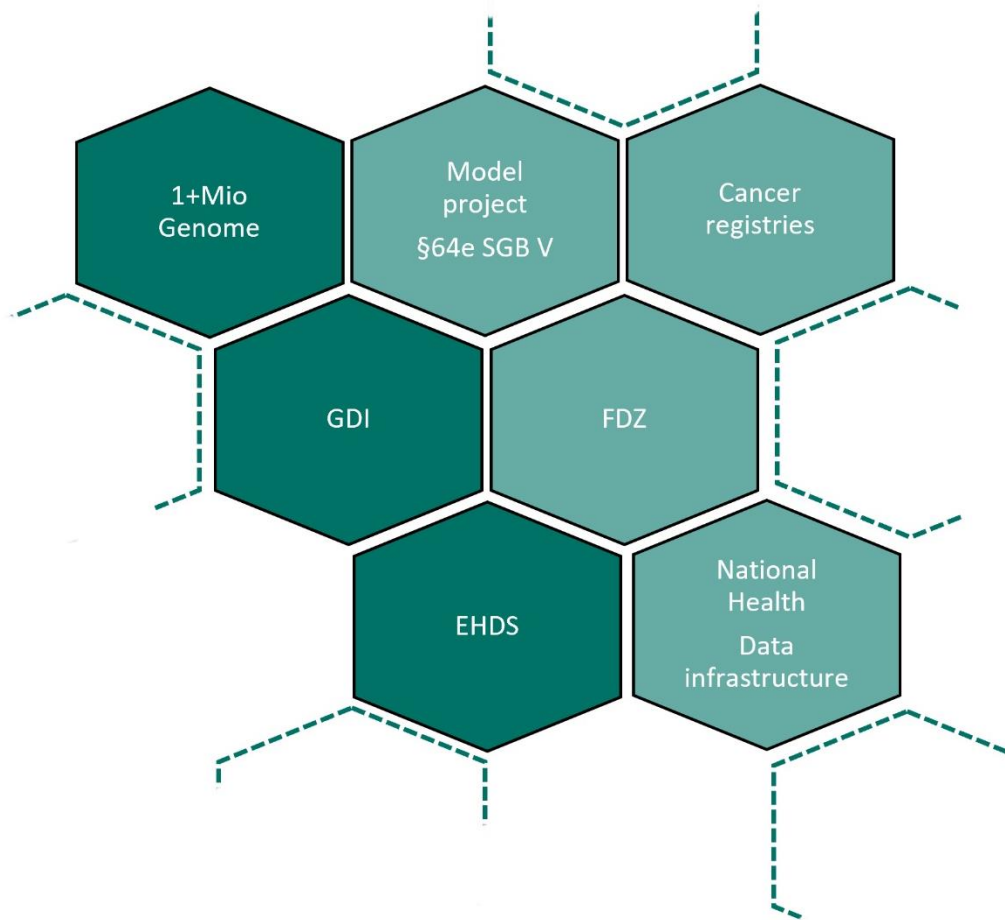 1+Mio
Genome
Model
project
§64e SGB V
Cancer
registries
GDI
FDZ
EHDS
National
Health
Data
infrastructure